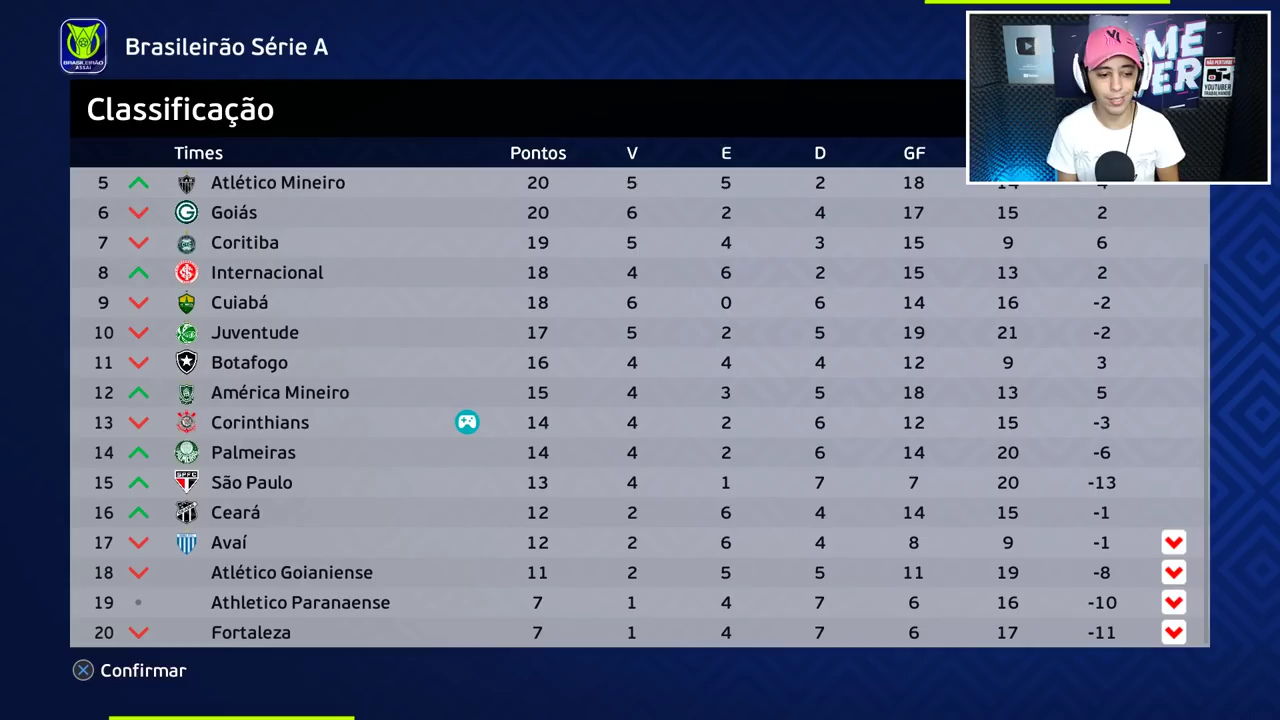 Brasileirão Série A
BRASILEIRÃO
ASSAÍ
Classificação
Times Pontos V E D GF
5 Atlético Mineiro 20 5 5 2 18 14 4
6 Goiás 20 6 2 4 17 15 2
7 Coritiba 19 5 4 3 15 9 6
8 Internacional 18 4 6 2 15 13 2
9 Cuiabá 18 6 0 6 14 16 -2
10 Juventude 17 5 2 5 19 21 -2
11 Botafogo 16 4 4 4 12 9 3
12 América Mineiro 15 4 3 5 18 13 5
13 Corinthians 14 4 2 6 12 15 -3
14 Palmeiras 14 4 2 6 14 20 -6
15 São Paulo 13 4 1 7 7 20 -13
16 Ceará 12 2 6 4 14 15 -1
17 Avaí 12 2 6 4 8 9 -1
18 Atlético Goianiense 11 2 5 5 11 19 -8
19 Athletico Paranaense 7 1 4 7 6 16 -10
20 Fortaleza 7 1 4 7 6 17 -11
Confirmar
NÃO PERTURBE
YOUTUBER
TRABALHANDO